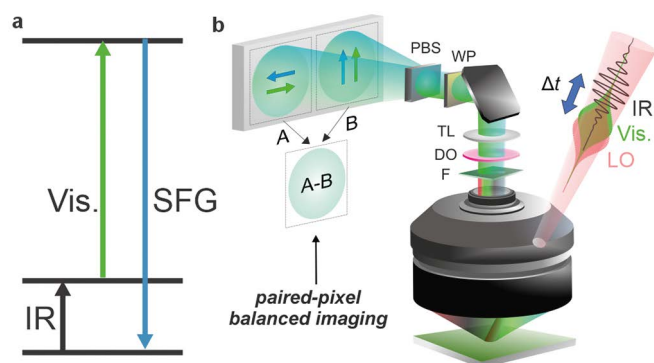 a
Vis.
SFG
IR
b
PBS
WP
Δt
IR
Vis.
LO
TL
DO
F
A
B
A-B
paired-pixel
balanced imaging